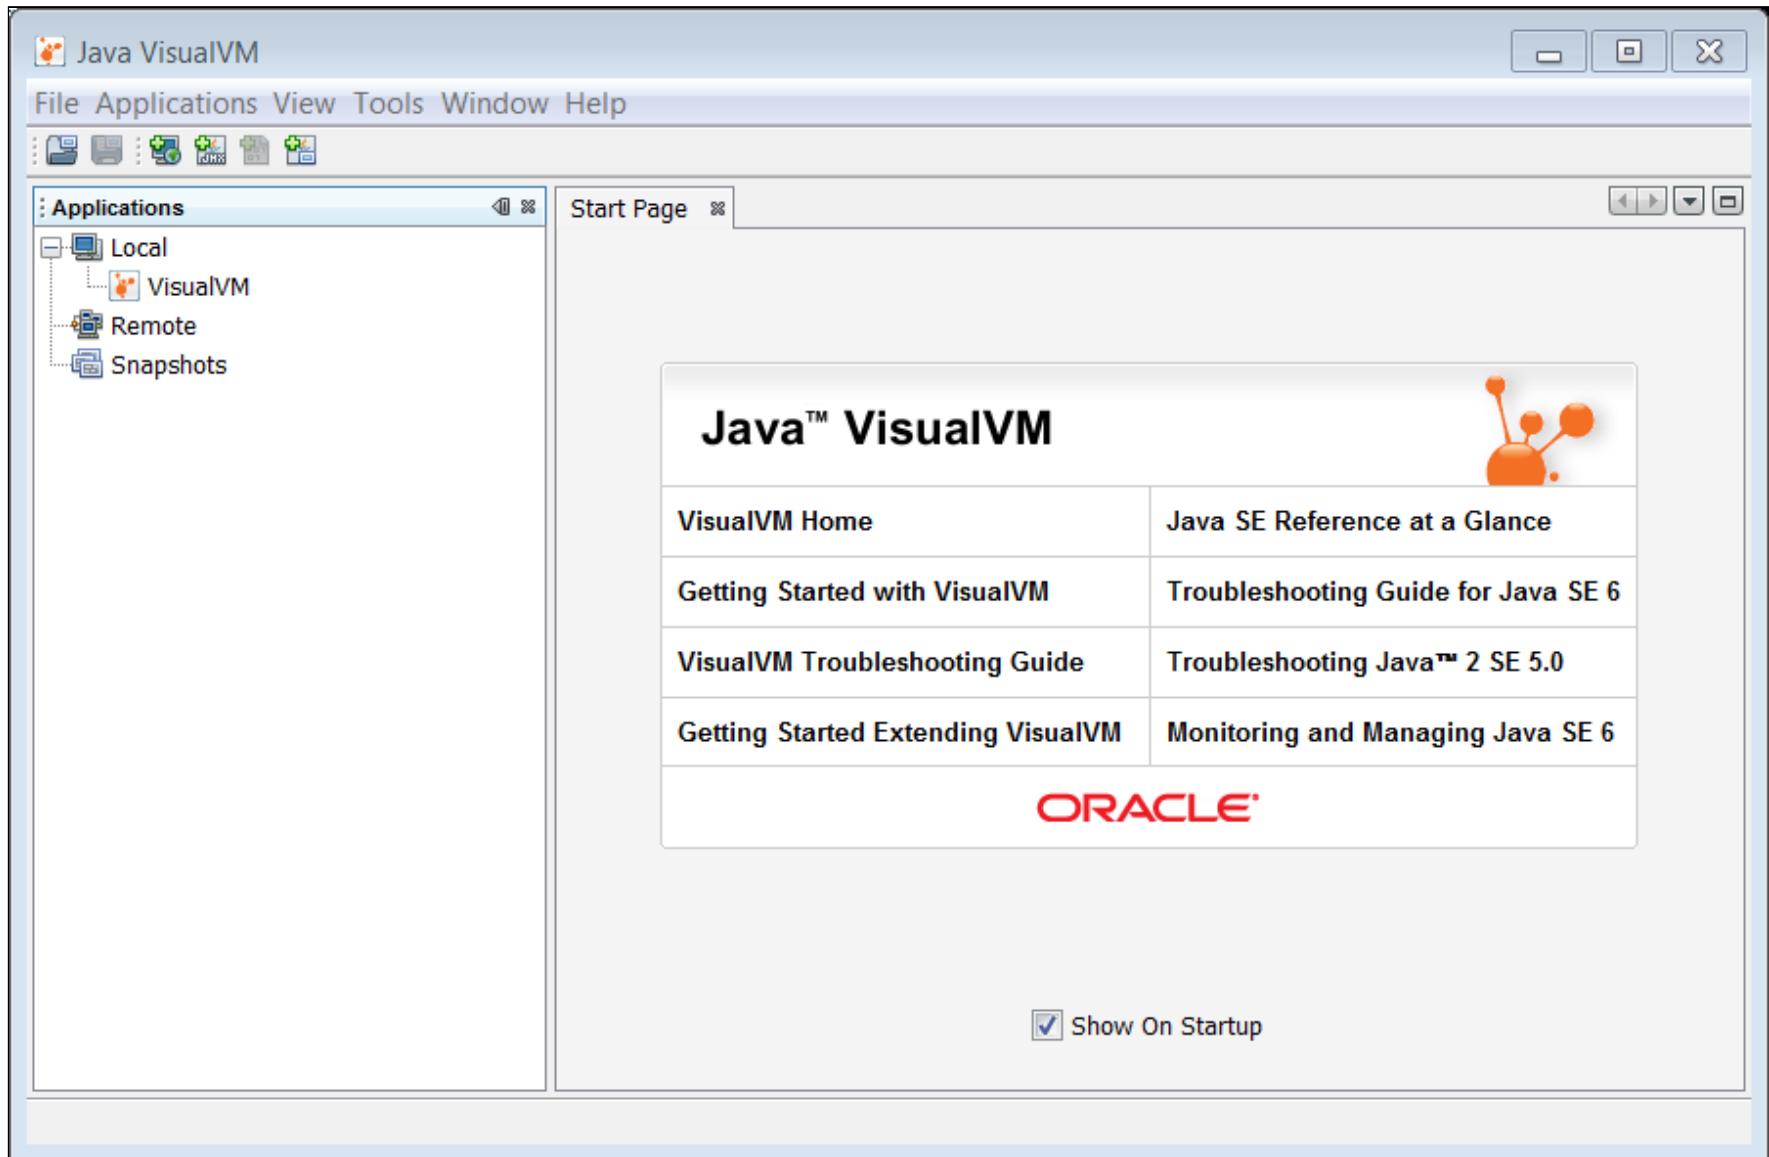 Java VisualVM
File Applications View Tools Window Help
JMX
Applications
Start Page
Local
VisualVM
Remote
Snapshots
Java™ VisualVM
VisualVM Home
Java SE Reference at a Glance
Getting Started with VisualVM
Troubleshooting Guide for Java SE 6
VisualVM Troubleshooting Guide
Troubleshooting Java™ 2 SE 5.0
Getting Started Extending VisualVM
Monitoring and Managing Java SE 6
ORACLE
Show On Startup